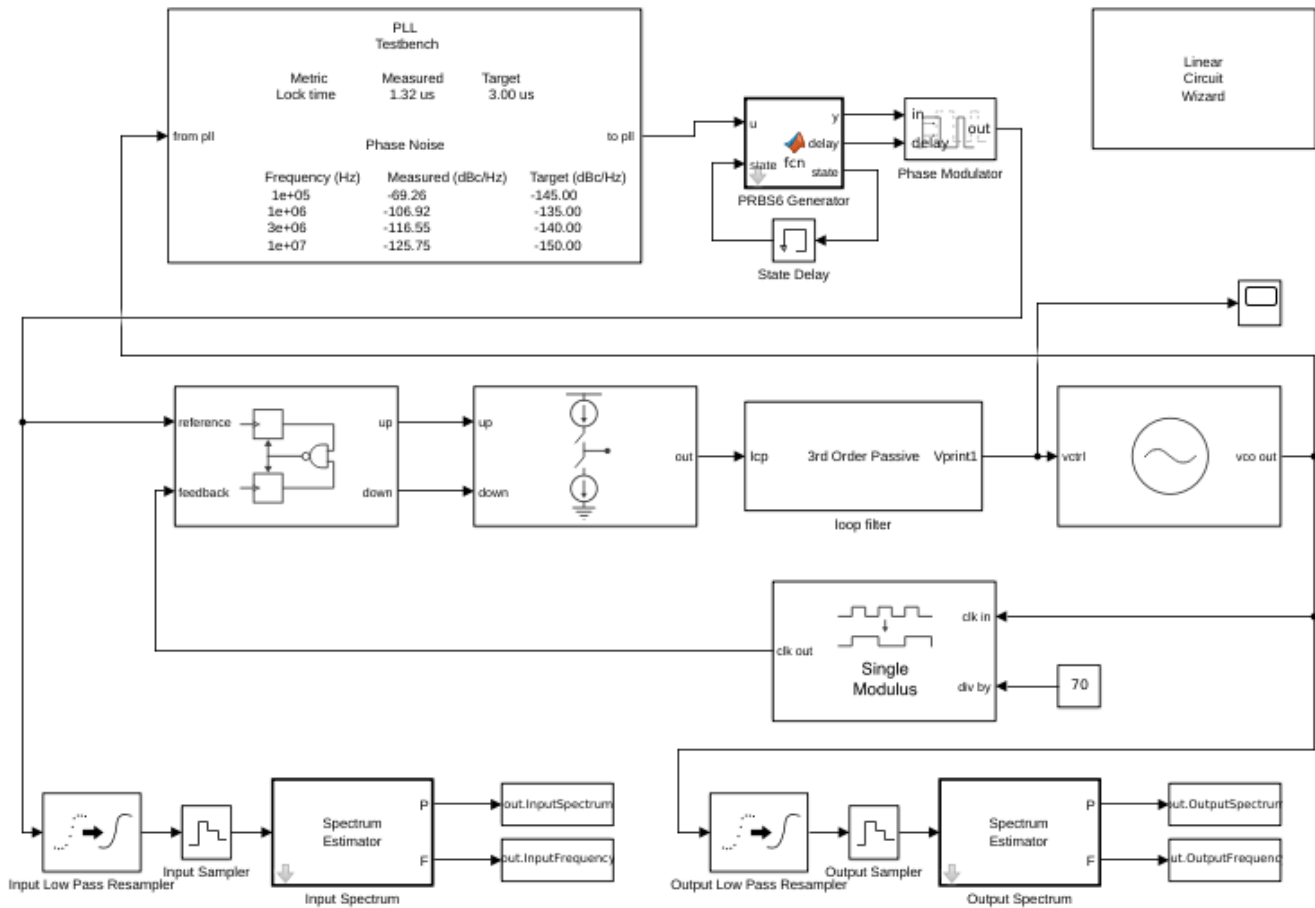 PLL
Testbench
Metric Measured Target
Lock time 1.32 us 3.00 us
from pll
to pll
Phase Noise
Frequency (Hz) Measured (dBc/Hz) Target (dBc/Hz)
1e+05 -69.26 -145.00
1e+06 -106.92 -135.00
3e+06 -116.55 -140.00
1e+07 -125.75 -150.00
u
y
delay
state
fcn
state
PRBS6 Generator
in
out
delay
Phase Modulator
State Delay
Linear
Circuit
Wizard
reference
up
feedback
down
up
out
down
Icp
3rd Order Passive
Vprint1
loop filter
vctrl
vco out
clk in
clk out
Single
Modulus
div by
70
Input Low Pass Resampler
Input Sampler
P
Spectrum
Estimator
F
Input Spectrum
out.InputSpectrum
out.InputFrequency
Output Low Pass Resampler
Output Sampler
P
Spectrum
Estimator
F
Output Spectrum
ut.OutputSpectrum
ut.OutputFrequenc